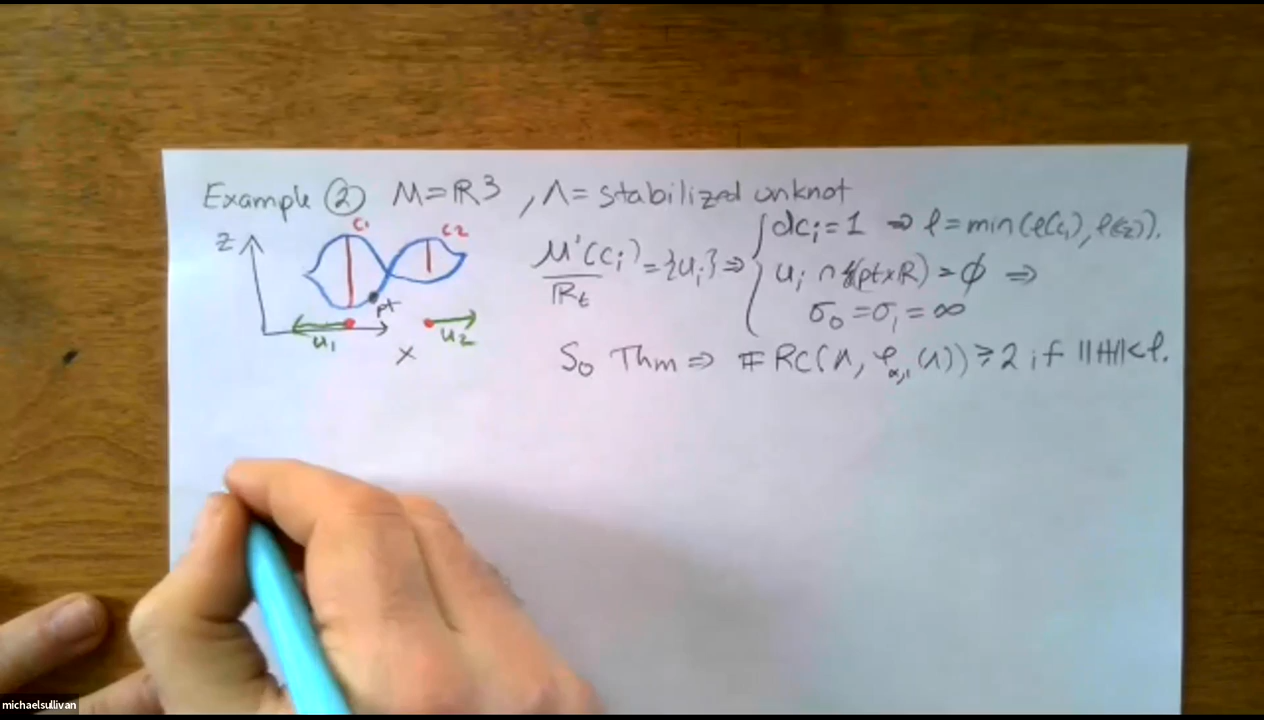 Example ② M=R3 , Λ= stabilized unknot
z
c1
c2
pt
u1
u2
x
M'(ci)/Rt = {ui} ⇒ { dci=1 ⇒ ℓ=min(ℓ(c1), ℓ(c2)).
ui ∩ (pt×R) = ∅ ⇒
σ0=σ1=∞
So Thm ⇒ # RC(Λ, φα,1(Λ)) ≥ 2 if ||H||<ℓ.
michaelsullivan